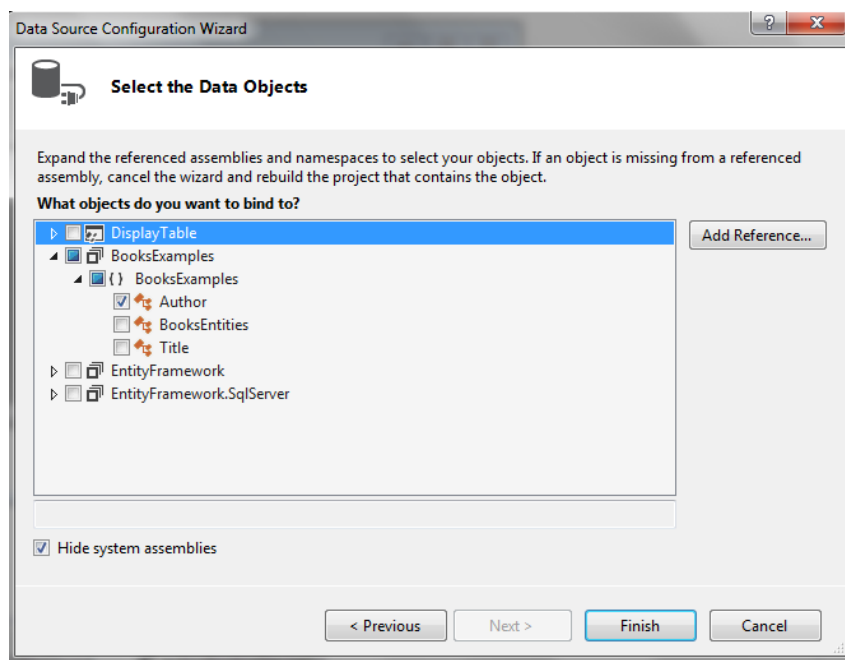 Data Source Configuration Wizard
Select the Data Objects
Expand the referenced assemblies and namespaces to select your objects. If an object is missing from a referenced
assembly, cancel the wizard and rebuild the project that contains the object.
What objects do you want to bind to?
DisplayTable
Add Reference...
BooksExamples
{ } BooksExamples
Author
BooksEntities
Title
EntityFramework
EntityFramework.SqlServer
Hide system assemblies
< Previous
Next >
Finish
Cancel